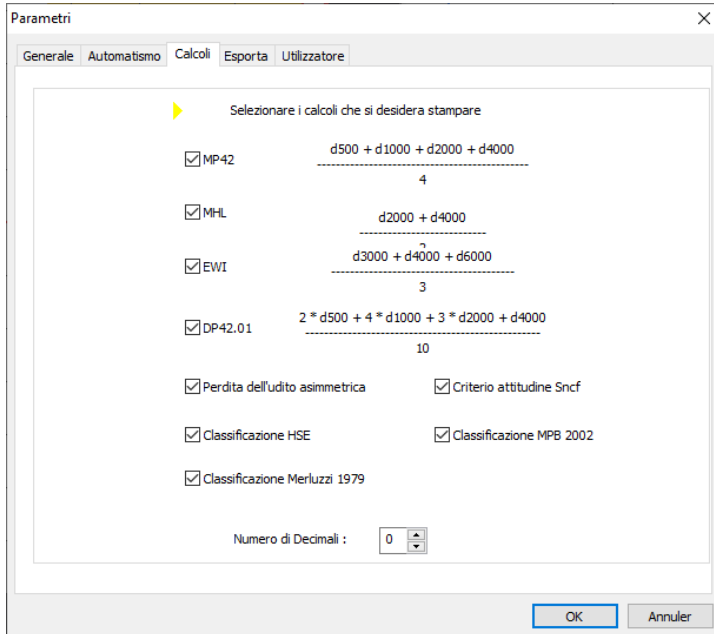 Parametri
Generale Automatismo Calcoli Esporta Utilizzatore
Selezionare i calcoli che si desidera stampare
MP42
d500 + d1000 + d2000 + d4000
------------------------------------------
4
MHL
d2000 + d4000
-------------------------
EWI
d3000 + d4000 + d6000
------------------------------------
3
DP42.01
2 * d500 + 4 * d1000 + 3 * d2000 + d4000
----------------------------------------------
10
Perdita dell'udito asimmetrica Criterio attitudine Sncf
Classificazione HSE Classificazione MPB 2002
Classificazione Merluzzi 1979
Numero di Decimali : 0
OK Annuler